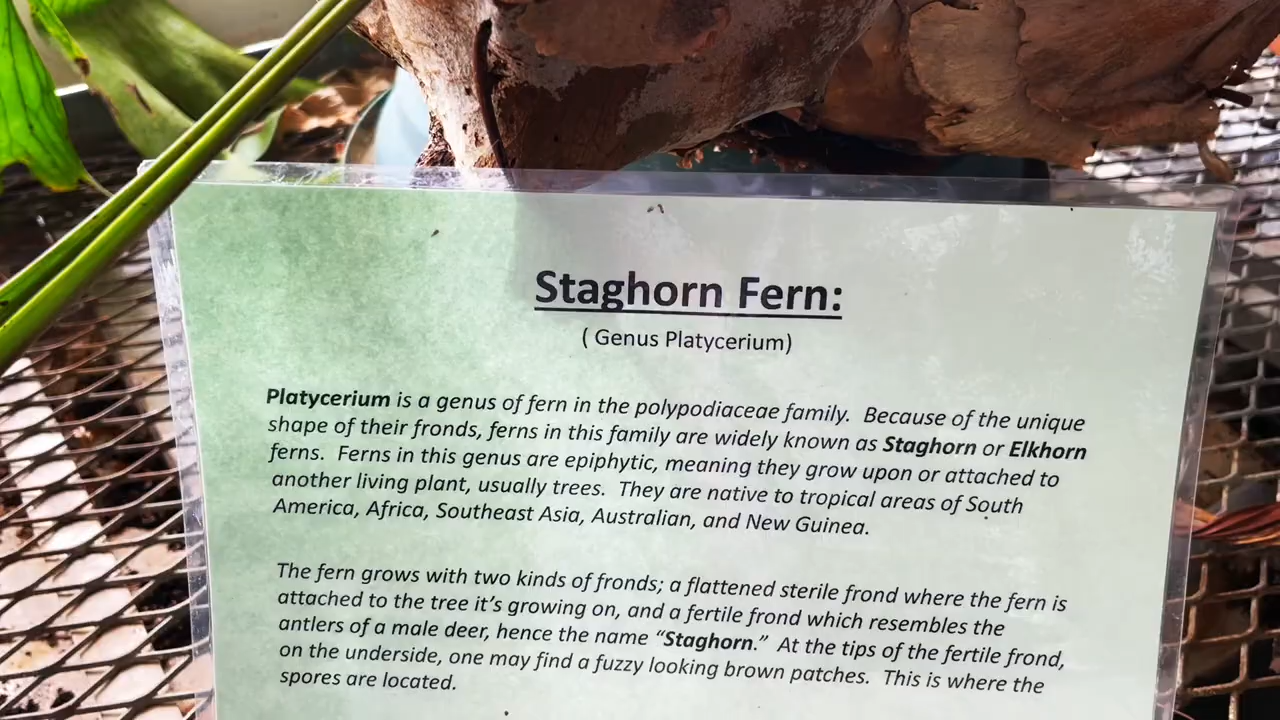 Staghorn Fern:
( Genus Platycerium)
Platycerium is a genus of fern in the polypodiaceae family.  Because of the unique
shape of their fronds, ferns in this family are widely known as Staghorn or Elkhorn
ferns.  Ferns in this genus are epiphytic, meaning they grow upon or attached to
another living plant, usually trees.  They are native to tropical areas of South
America, Africa, Southeast Asia, Australian, and New Guinea.
The fern grows with two kinds of fronds; a flattened sterile frond where the fern is
attached to the tree it’s growing on, and a fertile frond which resembles the
antlers of a male deer, hence the name “Staghorn.”  At the tips of the fertile frond,
on the underside, one may find a fuzzy looking brown patches.  This is where the
spores are located.